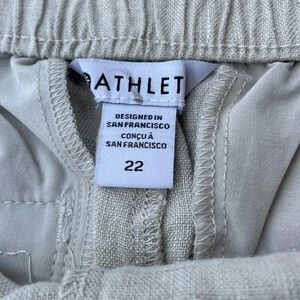 ATHLET
DESIGNED IN
SAN FRANCISCO
CONÇU À
SAN FRANCISCO
22